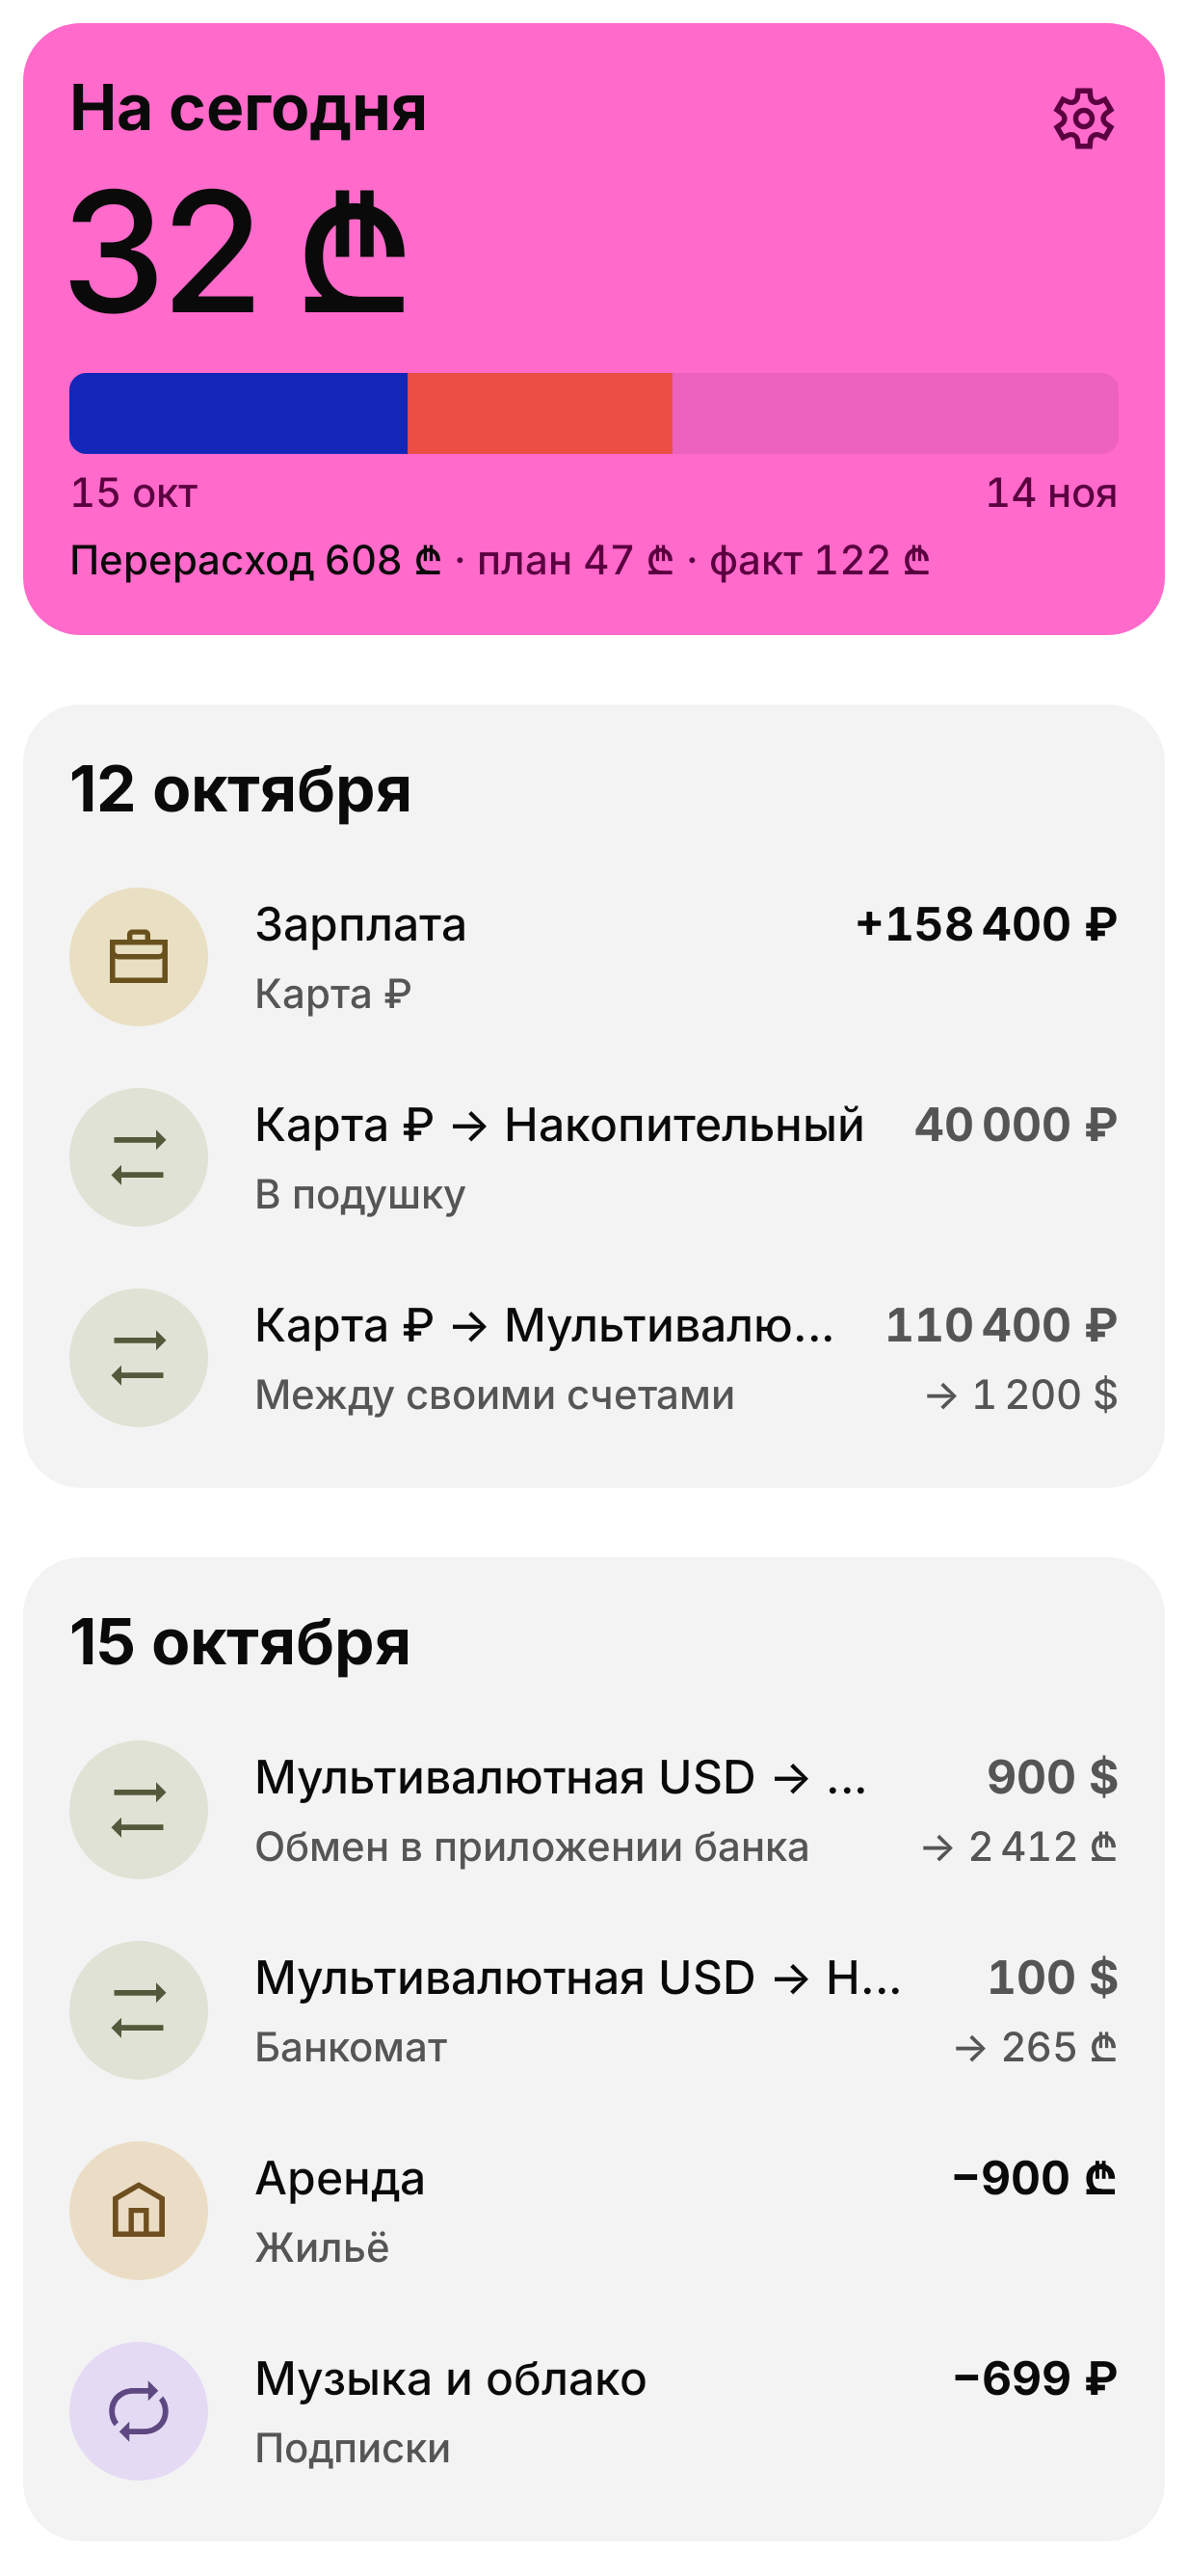 На сегодня
32 ₾
15 окт 14 ноя
Перерасход 608 ₾ · план 47 ₾ · факт 122 ₾
12 октября
Зарплата +158 400 ₽
Карта ₽
Карта ₽ → Накопительный 40 000 ₽
В подушку
Карта ₽ → Мультивалю... 110 400 ₽
Между своими счетами → 1 200 $
15 октября
Мультивалютная USD → ... 900 $
Обмен в приложении банка → 2 412 ₾
Мультивалютная USD → Н... 100 $
Банкомат → 265 ₾
Аренда −900 ₾
Жильё
Музыка и облако −699 ₽
Подписки